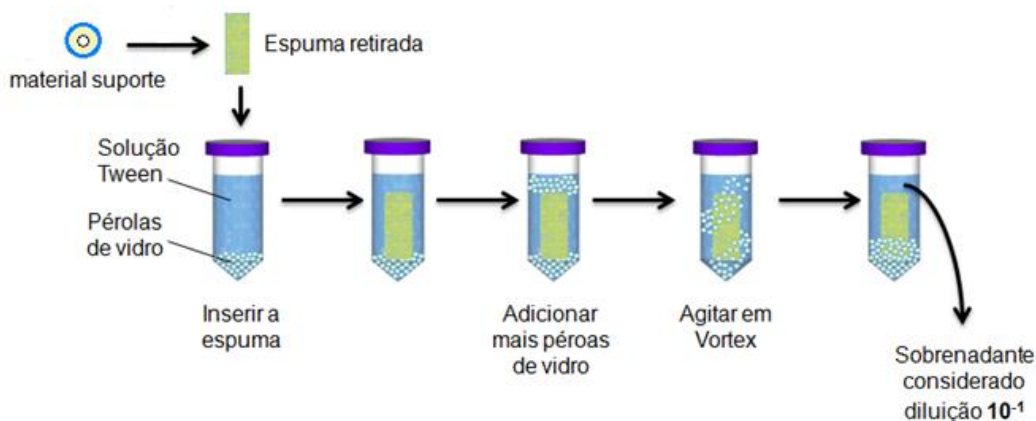 Espuma retirada
material suporte
Solução
Tween
Pérolas
de vidro
Inserir a
espuma
Adicionar
mais péroas
de vidro
Agitar em
Vortex
Sobrenadante
considerado
diluição 10⁻¹